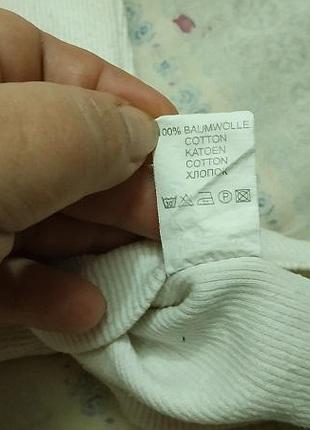 100% BAUMWOLLE
COTTON
KATOEN
COTTON
ХЛОПОК